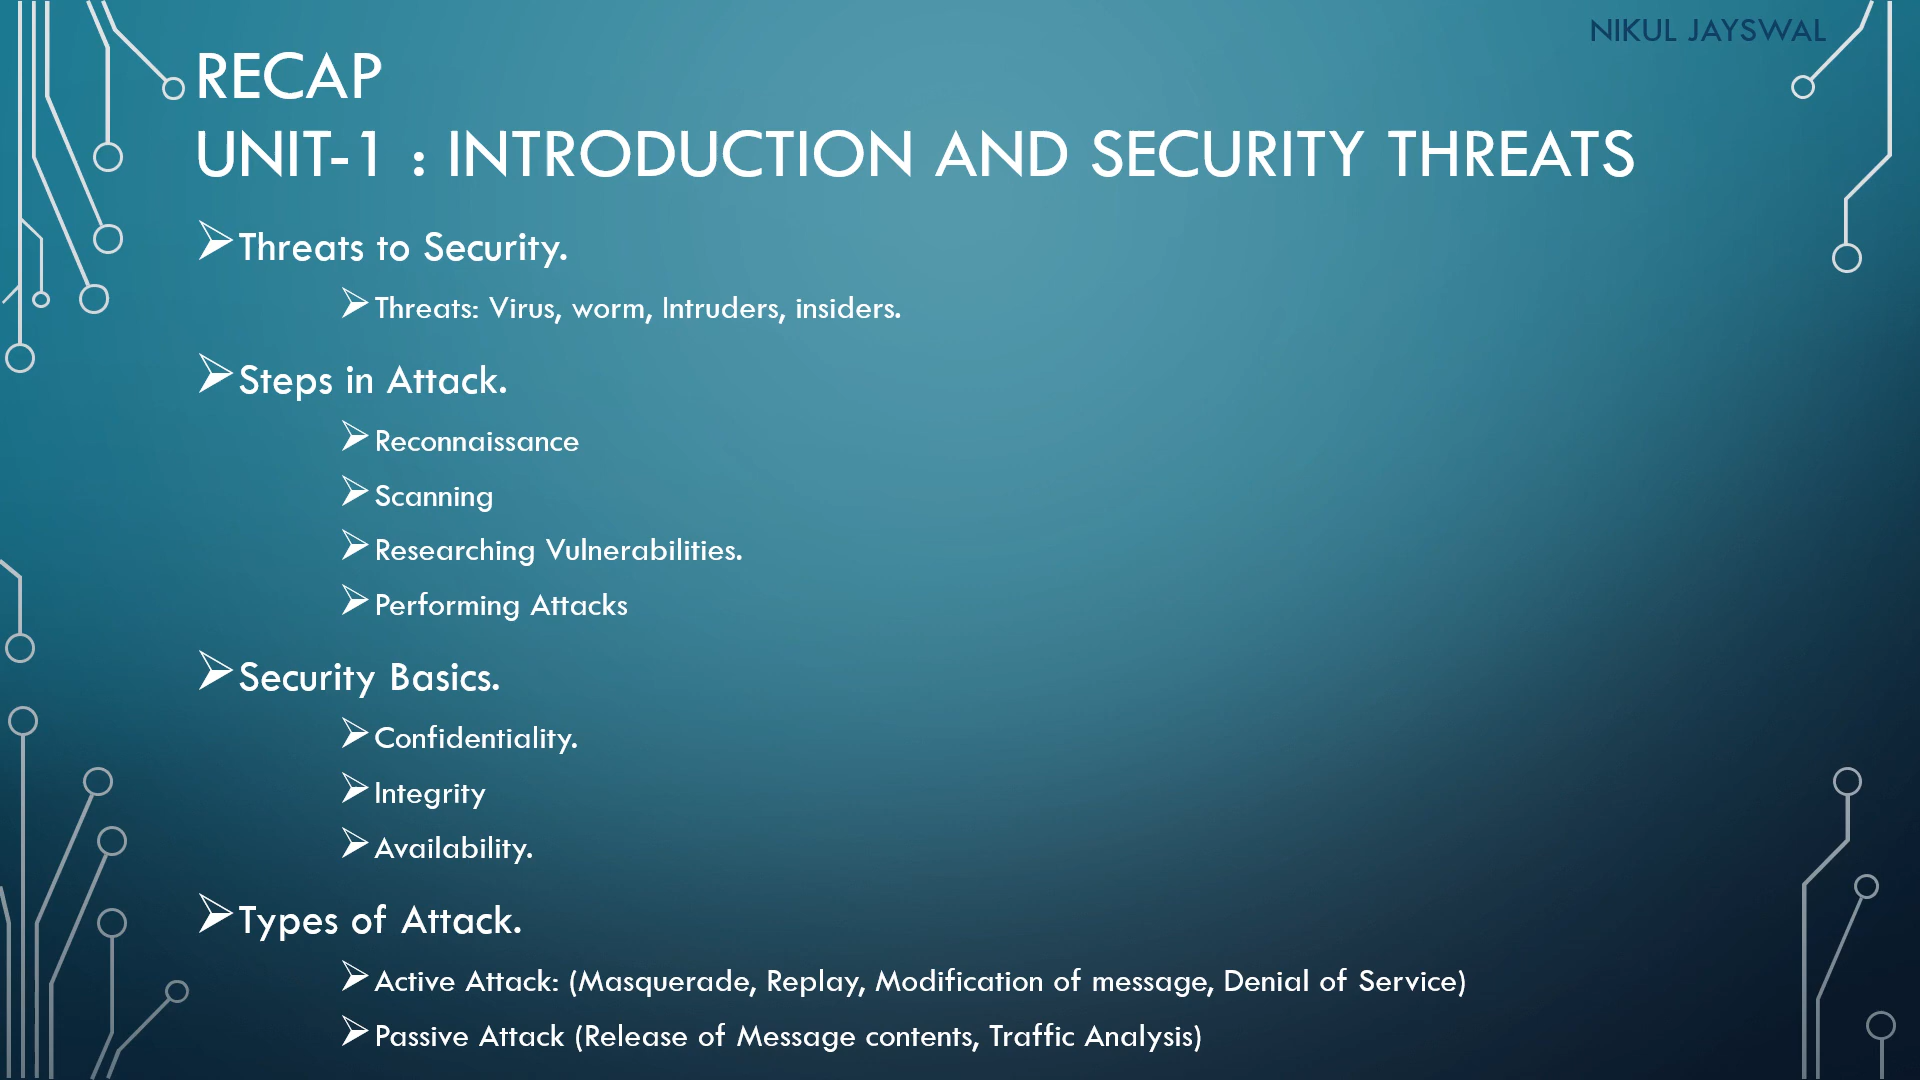 NIKUL JAYSWAL
RECAP
UNIT-1 : INTRODUCTION AND SECURITY THREATS
Threats to Security.
Threats: Virus, worm, Intruders, insiders.
Steps in Attack.
Reconnaissance
Scanning
Researching Vulnerabilities.
Performing Attacks
Security Basics.
Confidentiality.
Integrity
Availability.
Types of Attack.
Active Attack: (Masquerade, Replay, Modification of message, Denial of Service)
Passive Attack (Release of Message contents, Traffic Analysis)